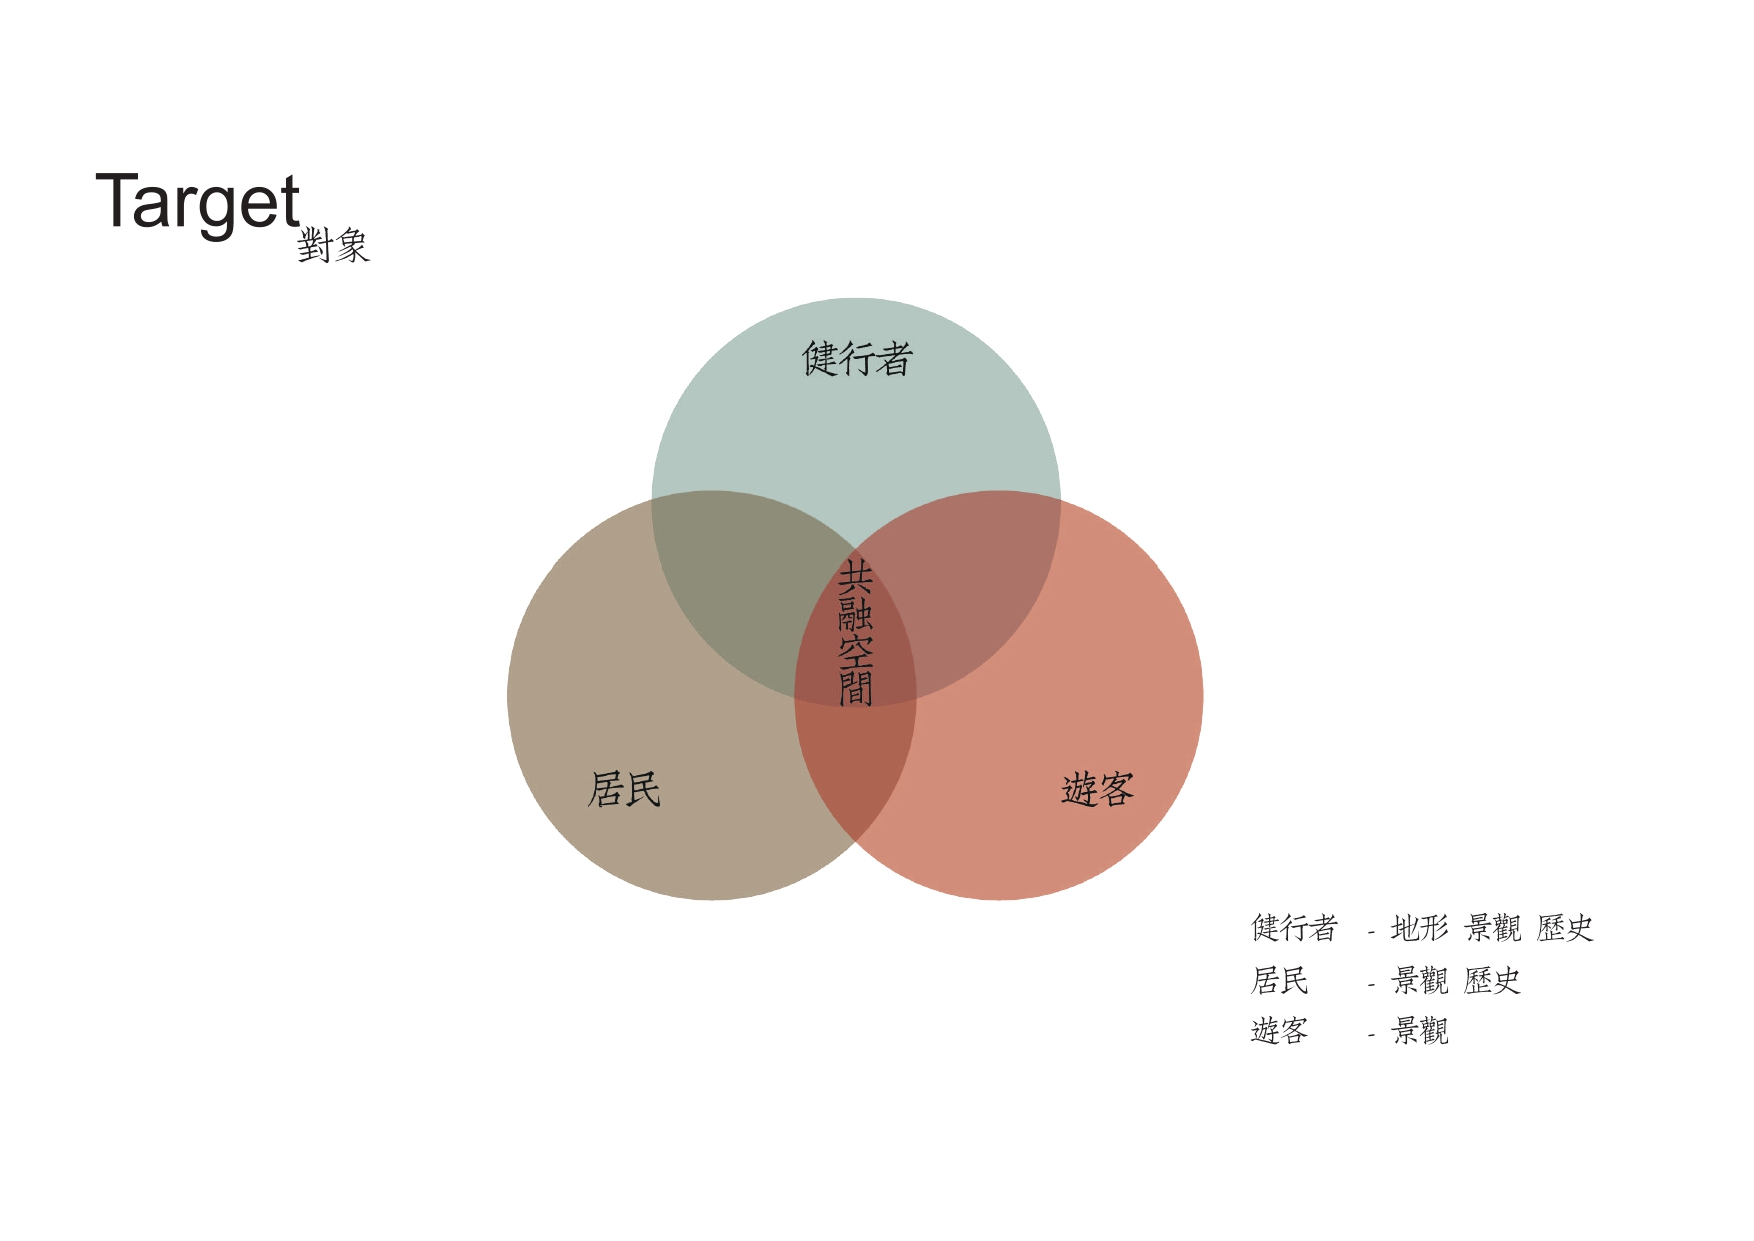 Target
對象
健行者
共融空間
居民
遊客
健行者 - 地形 景觀 歷史
居民 - 景觀 歷史
遊客 - 景觀